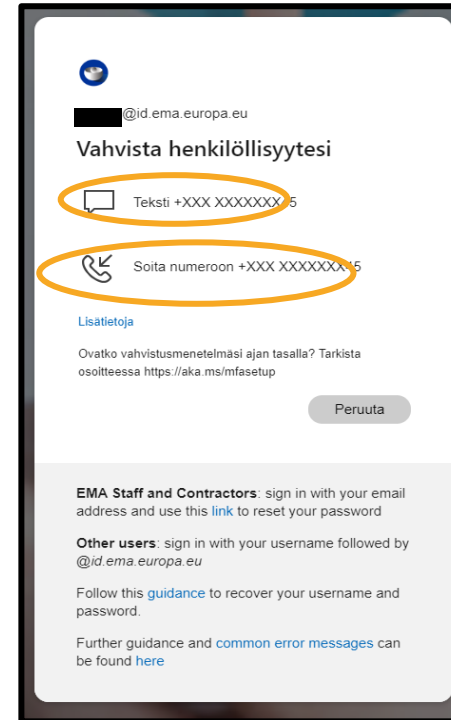 @id.ema.europa.eu
Vahvista henkilöllisyytesi
Teksti +XXX XXXXXXX45
Soita numeroon +XXX XXXXXXX45
Lisätietoja
Ovatko vahvistusmenetelmäsi ajan tasalla? Tarkista
osoitteessa https://aka.ms/mfasetup
Peruuta
EMA Staff and Contractors: sign in with your email
address and use this link to reset your password
Other users: sign in with your username followed by
@id.ema.europa.eu
Follow this guidance to recover your username and
password.
Further guidance and common error messages can
be found here